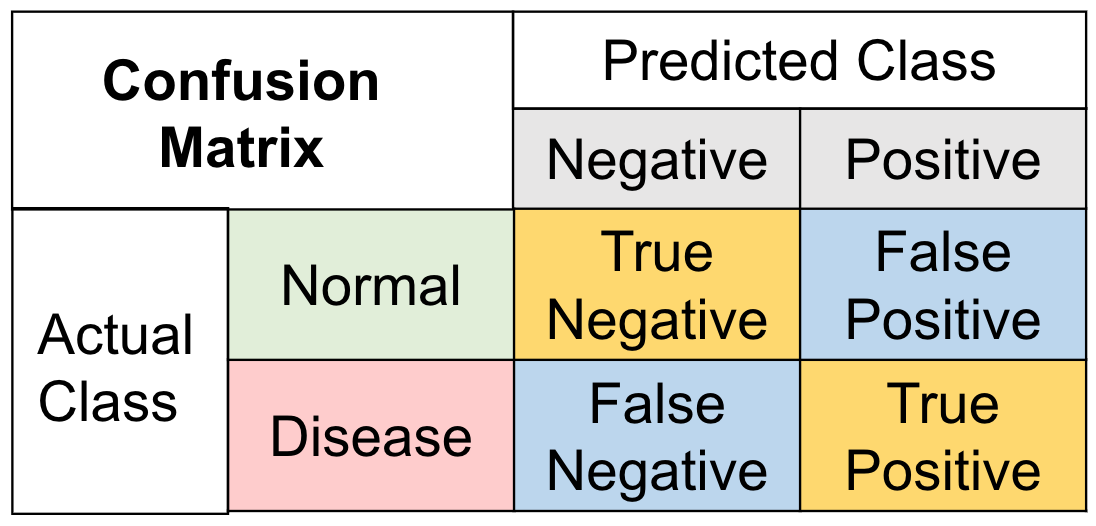 Confusion
Matrix
Predicted Class
Negative
Positive
Actual
Class
Normal
True
Negative
False
Positive
Disease
False
Negative
True
Positive